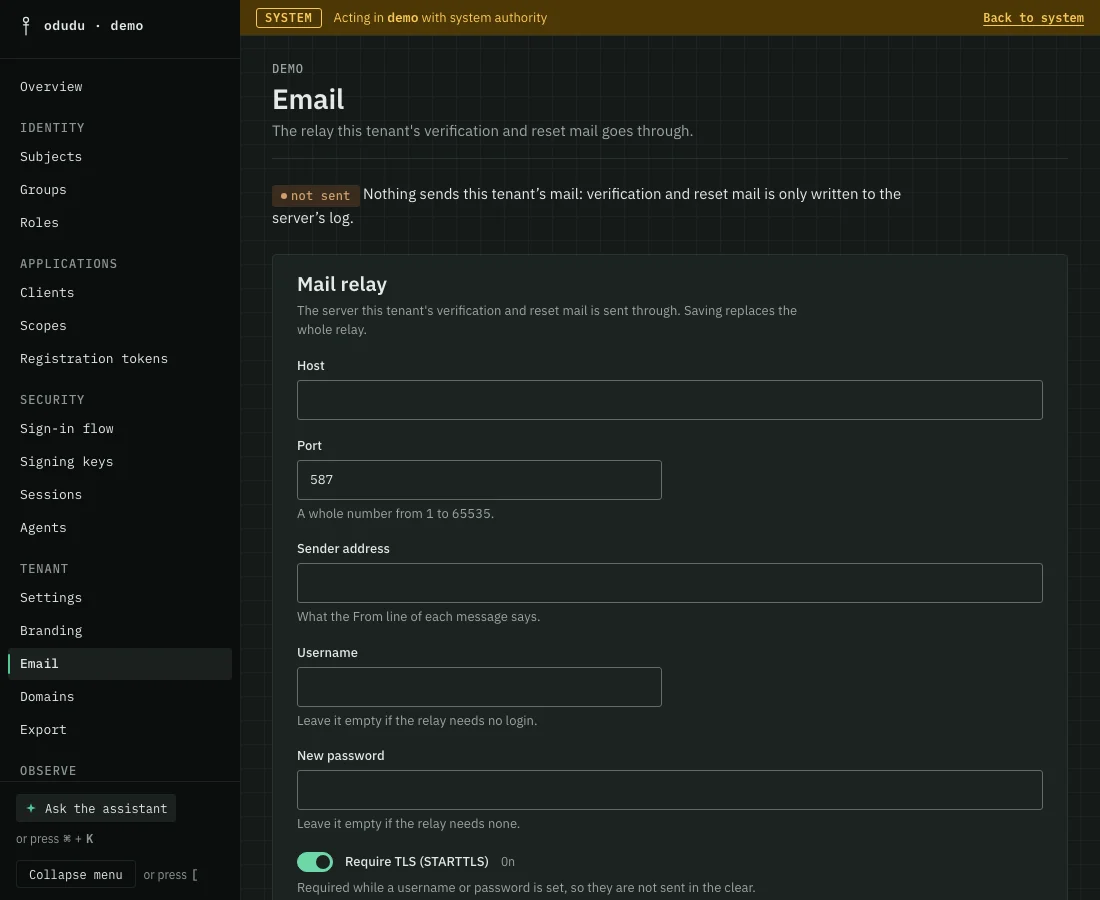 odudu · demo
SYSTEM Acting in demo with system authority Back to system
Overview
IDENTITY
Subjects
Groups
Roles
APPLICATIONS
Clients
Scopes
Registration tokens
SECURITY
Sign-in flow
Signing keys
Sessions
Agents
TENANT
Settings
Branding
Email
Domains
Export
OBSERVE
Ask the assistant
or press ⌘ + K
Collapse menu or press [
DEMO
Email
The relay this tenant's verification and reset mail goes through.
not sent Nothing sends this tenant’s mail: verification and reset mail is only written to the
server’s log.
Mail relay
The server this tenant's verification and reset mail is sent through. Saving replaces the
whole relay.
Host
Port
587
A whole number from 1 to 65535.
Sender address
What the From line of each message says.
Username
Leave it empty if the relay needs no login.
New password
Leave it empty if the relay needs none.
Require TLS (STARTTLS) On
Required while a username or password is set, so they are not sent in the clear.